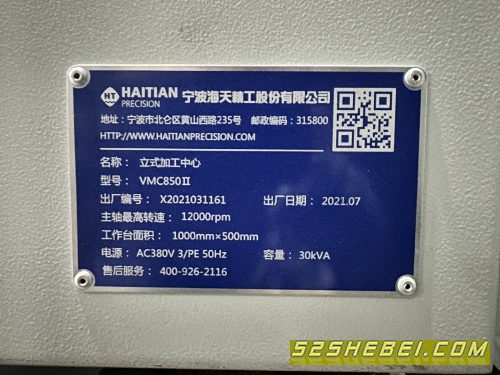 HT HAITIAN PRECISION 宁波海天精工股份有限公司
地址：宁波市北仑区黄山西路235号 邮政编码：315800
HTTP://WWW.HAITIANPRECISION.COM
名称：立式加工中心
型号：VMC850Ⅱ
出厂编号：X2021031161 出厂日期：2021.07
主轴最高转速：12000rpm
工作台面积：1000mm×500mm
电源：AC380V 3/PE 50Hz 容量：30kVA
售后服务：400-926-2116
52SHEBEI.COM